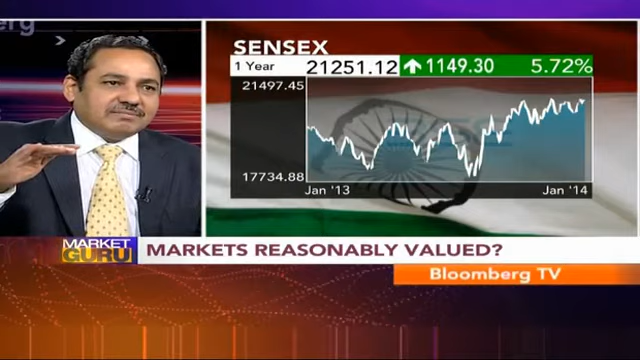 erg
SENSEX
1 Year 21251.12 1149.30 5.72%
21497.45
17734.88
Jan '13 Jan '14
MARKET GURU MARKETS REASONABLY VALUED?
Bloomberg TV